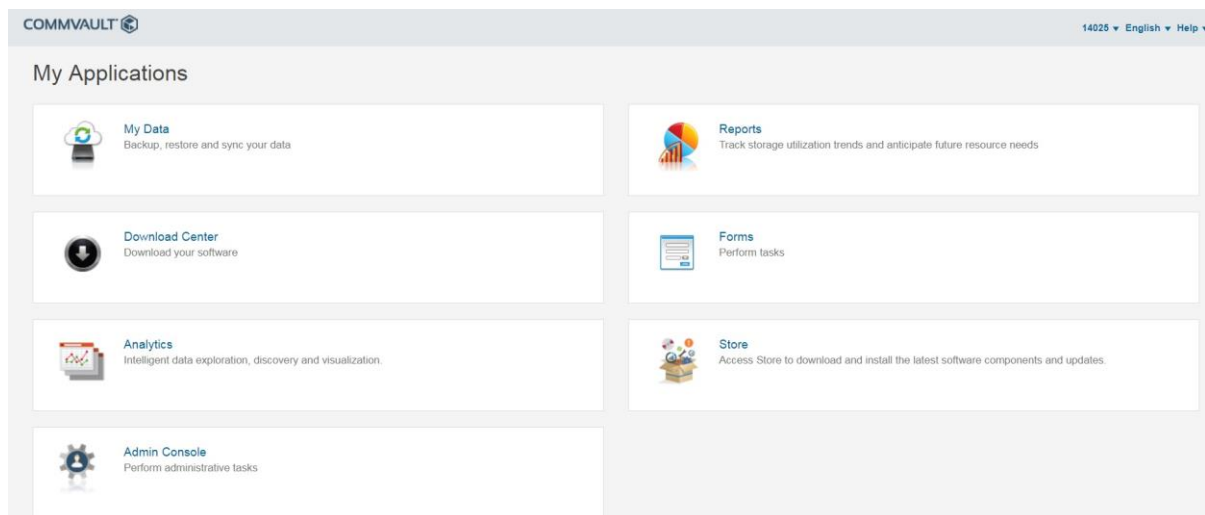 COMMVAULT
14025 English Help
My Applications
My Data
Backup, restore and sync your data
Reports
Track storage utilization trends and anticipate future resource needs
Download Center
Download your software
Forms
Perform tasks
Analytics
Intelligent data exploration, discovery and visualization.
Store
Access Store to download and install the latest software components and updates.
Admin Console
Perform administrative tasks